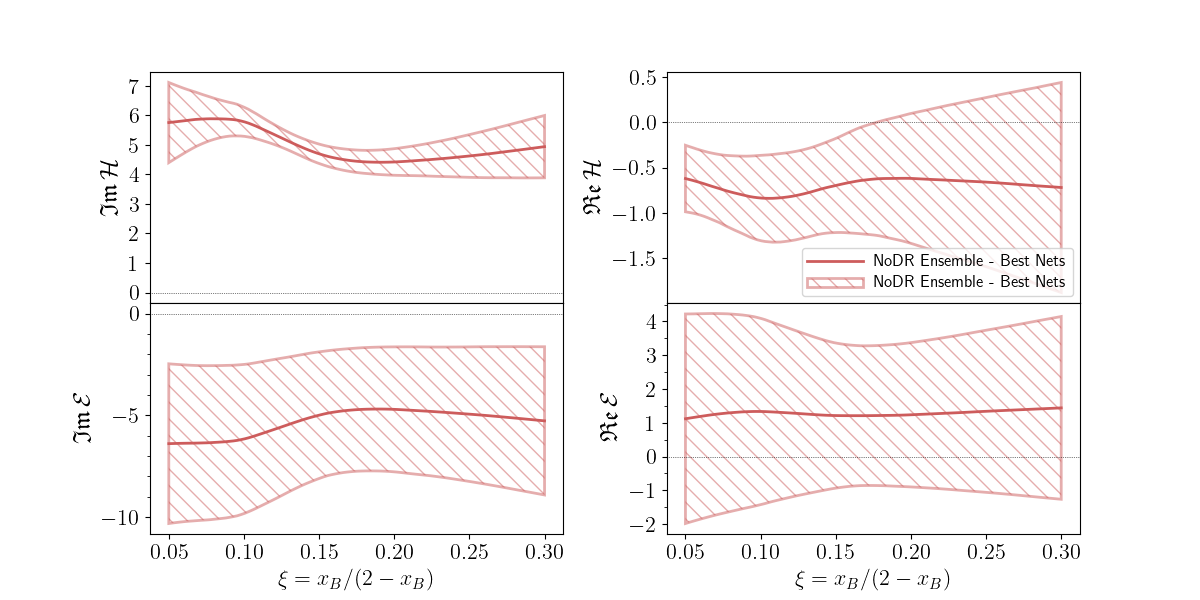 7
6
5
4
3
2
1
0
ℑ𝔪 ℋ
0.5
0.0
−0.5
−1.0
−1.5
ℜ𝔢 ℋ
NoDR Ensemble - Best Nets
NoDR Ensemble - Best Nets
0
−5
−10
ℑ𝔪 ℰ
0.05 0.10 0.15 0.20 0.25 0.30
ξ = x_B/(2 − x_B)
4
3
2
1
0
−1
−2
ℜ𝔢 ℰ
0.05 0.10 0.15 0.20 0.25 0.30
ξ = x_B/(2 − x_B)